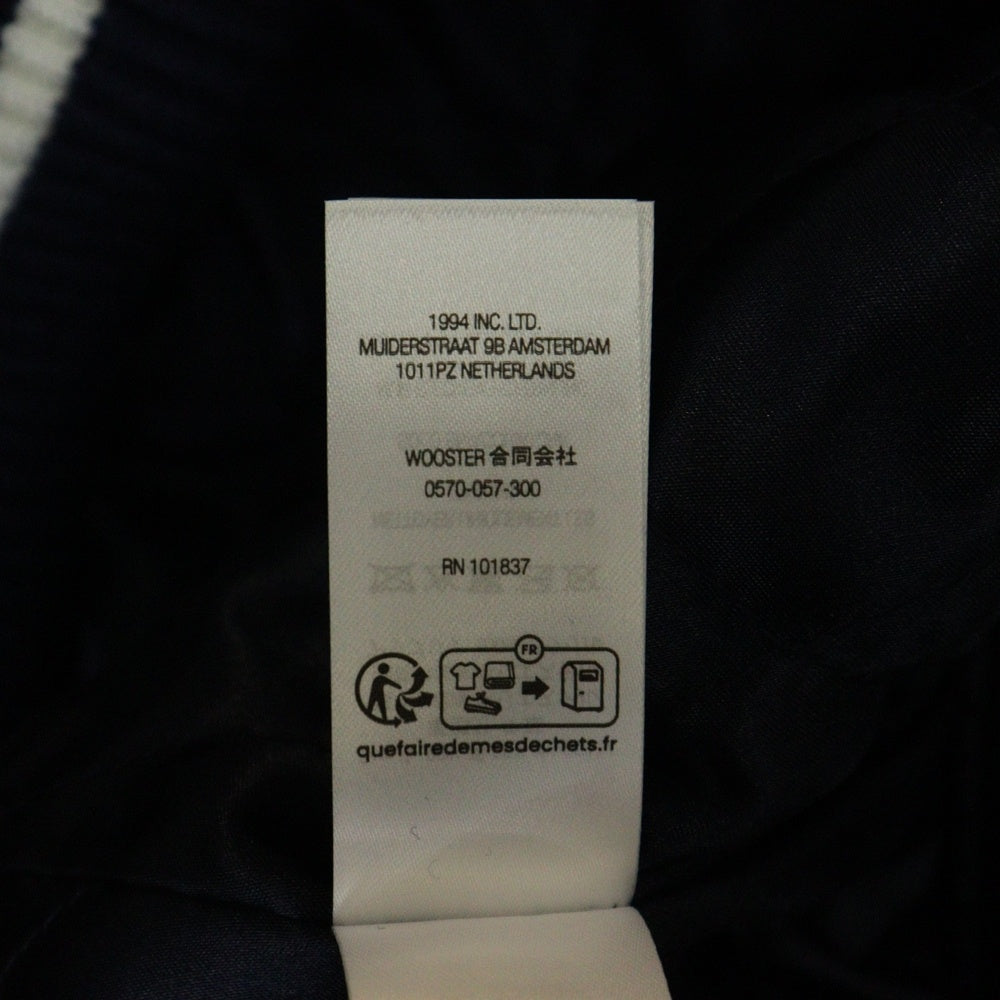 1994 INC. LTD.
MUIDERSTRAAT 9B AMSTERDAM
1011PZ NETHERLANDS
WOOSTER 合同会社
0570-057-300
RN 101837
FR
quefairedemesdechets.fr